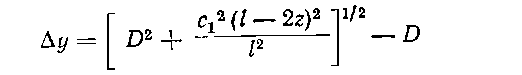 Δy = [ D² + c₁² (l — 2z)² / l² ]^1/2 — D